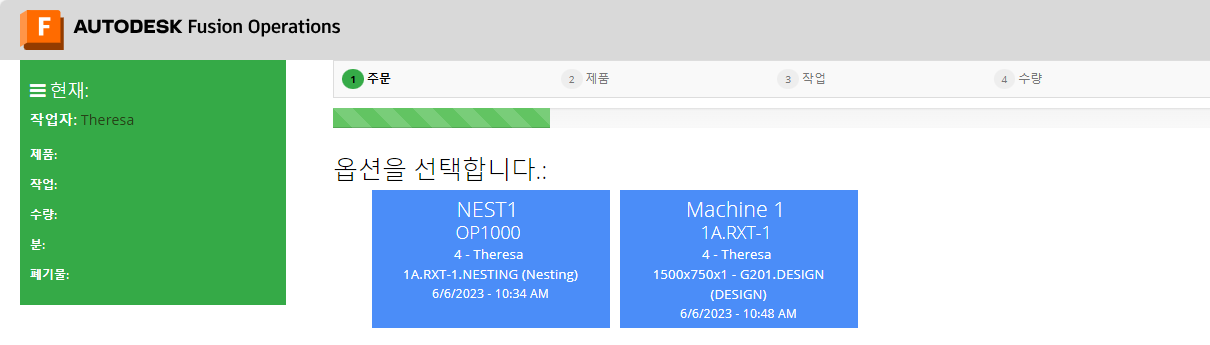 F AUTODESK Fusion Operations
현재:
작업자: Theresa
제품:
작업:
수량:
분:
폐기물:
1 주문 2 제품 3 작업 4 수량
옵션을 선택합니다.:
NEST1
OP1000
4 - Theresa
1A.RXT-1.NESTING (Nesting)
6/6/2023 - 10:34 AM
Machine 1
1A.RXT-1
4 - Theresa
1500x750x1 - G201.DESIGN
(DESIGN)
6/6/2023 - 10:48 AM